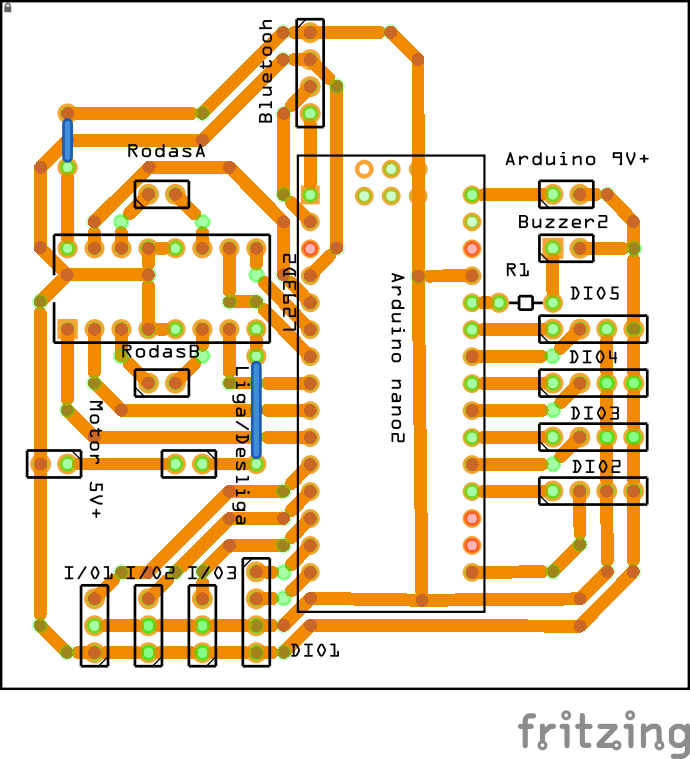 Bluetooh
RodasA
Arduino 9V+
Buzzer2
R1
L293D2
DIO5
Arduino nano2
DIO4
RodasB
Liga/Desliga
Motor 5V+
DIO3
DIO2
I/O1 I/O2 I/O3
DIO1
fritzing